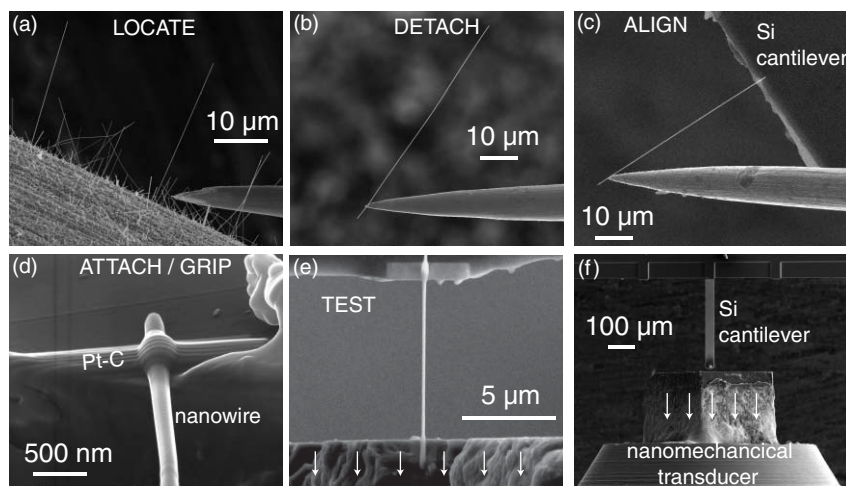 (a) LOCATE
10 µm
(b) DETACH
10 µm
(c) ALIGN
Si
cantilever
10 µm
(d) ATTACH / GRIP
Pt-C
nanowire
500 nm
(e)
TEST
5 µm
(f)
Si
cantilever
100 µm
nanomechancical
transducer